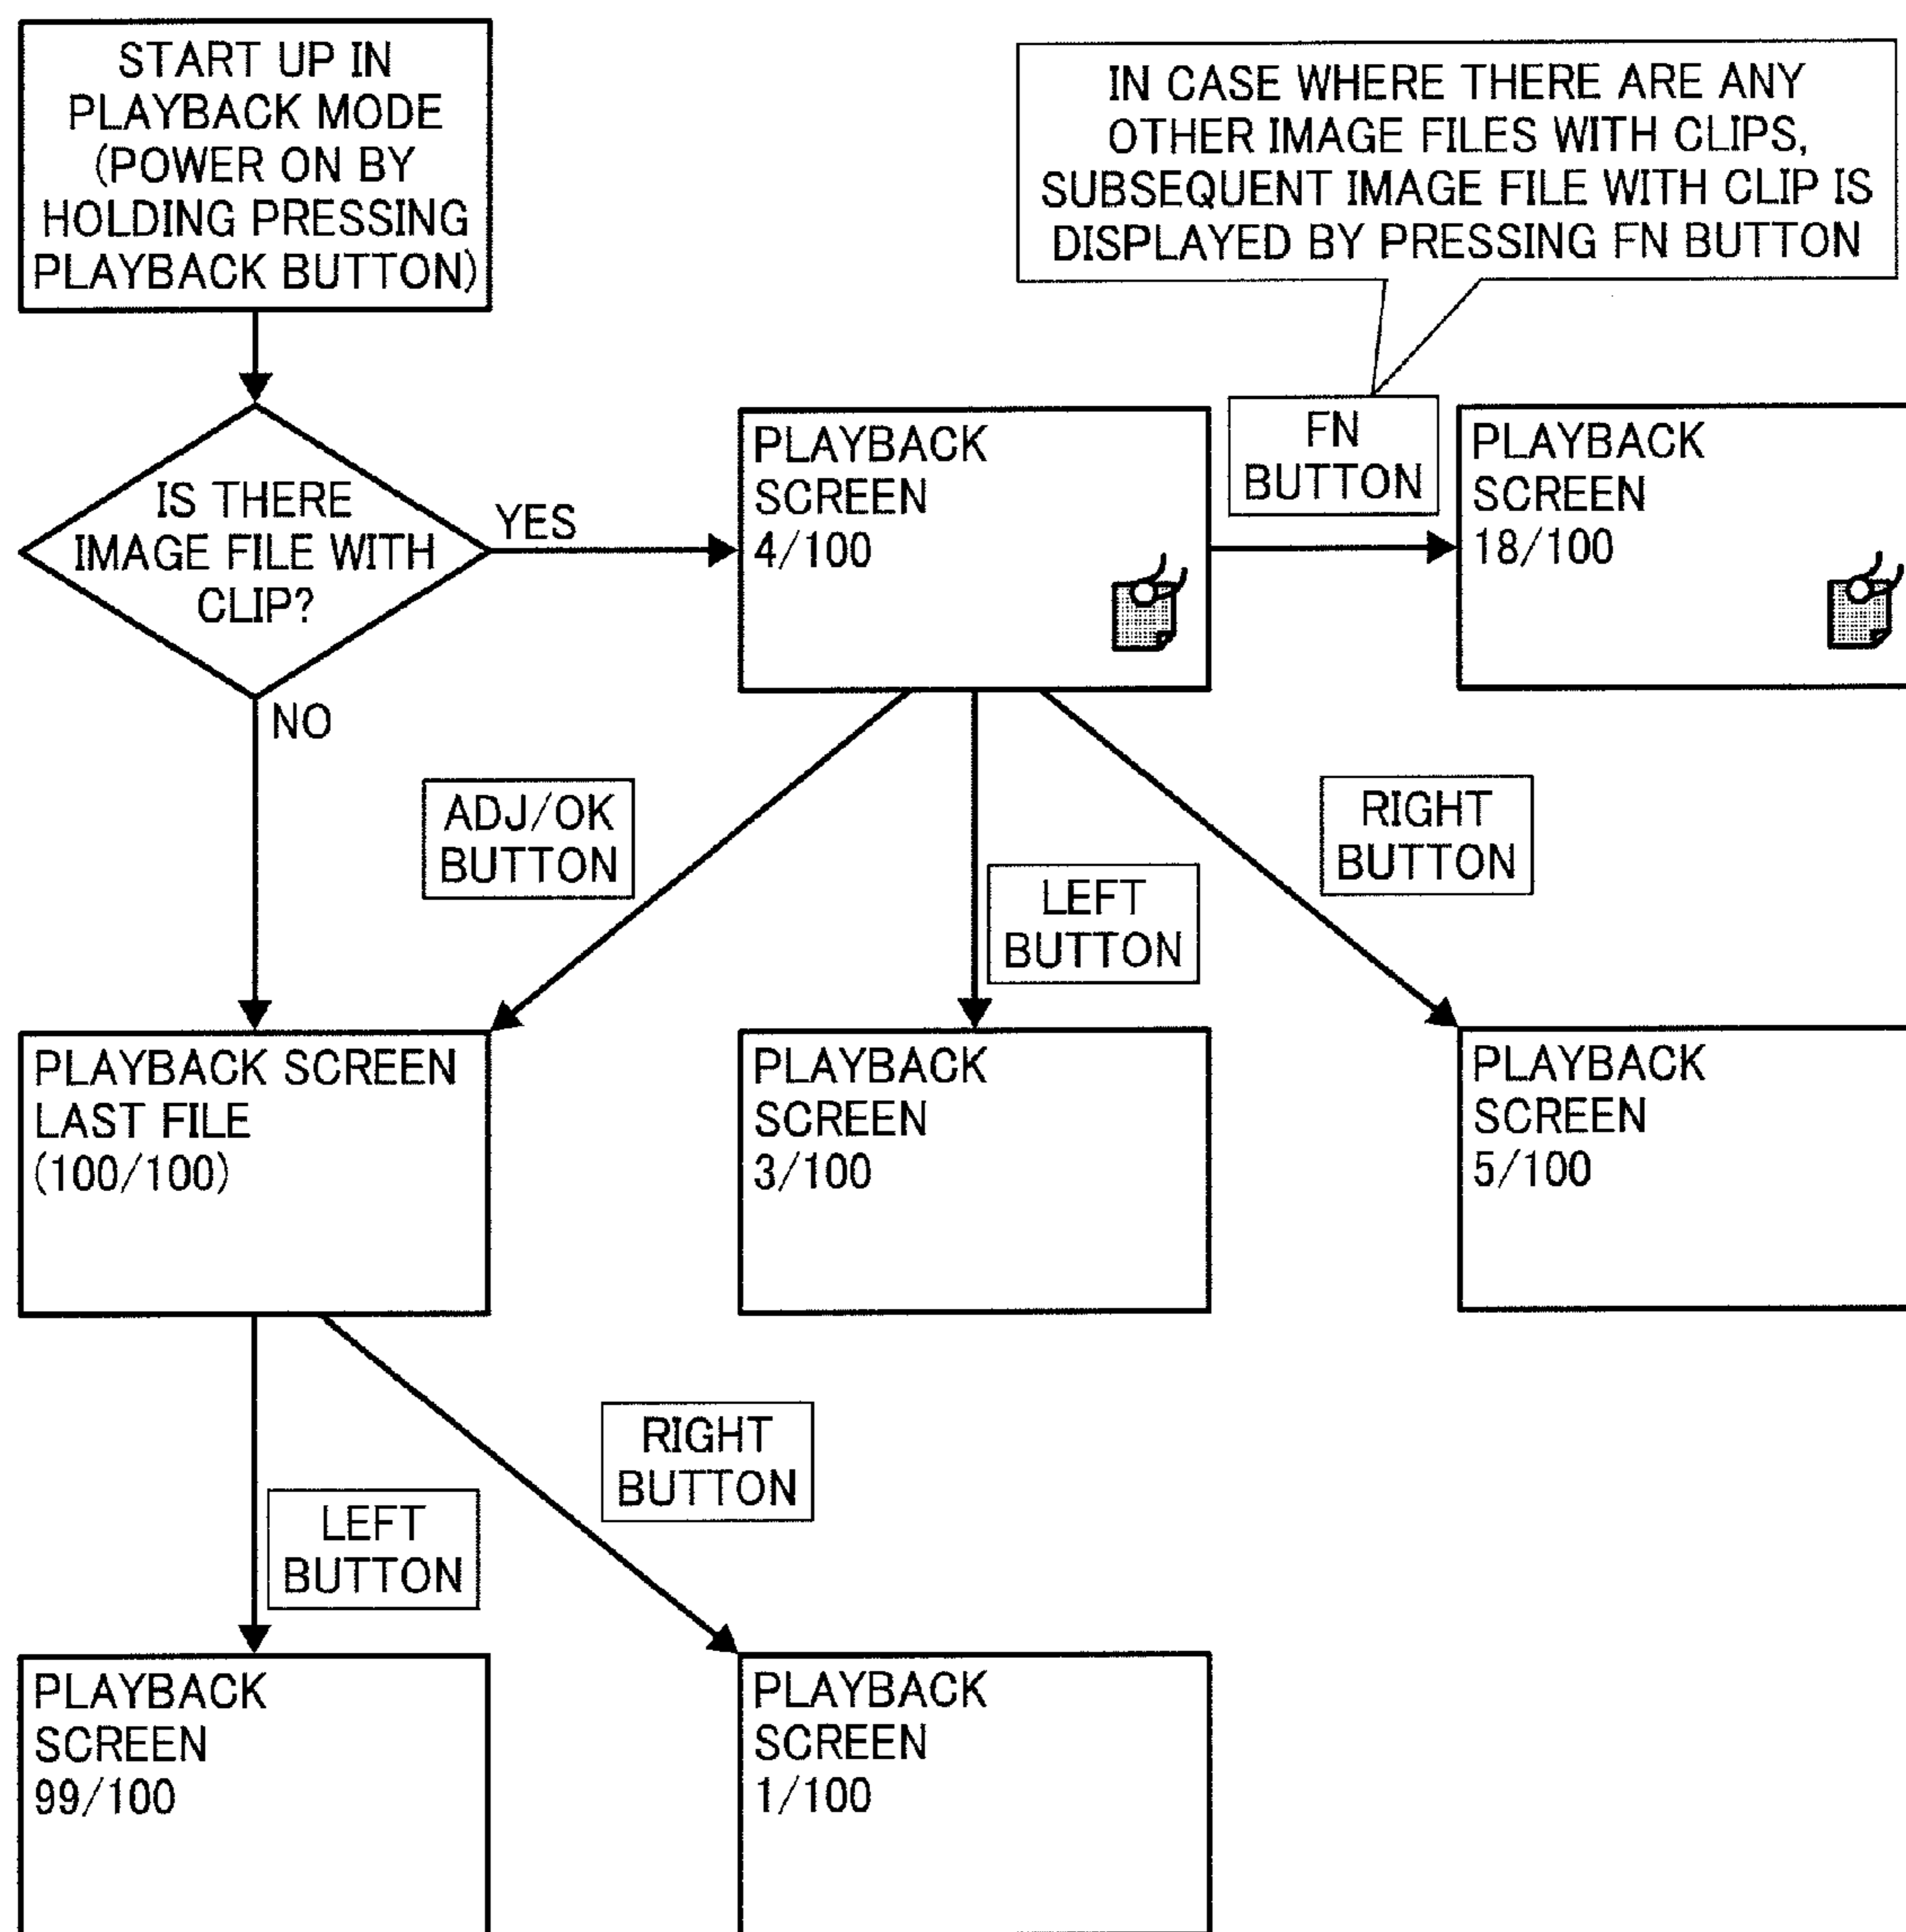 START UP IN
PLAYBACK MODE
(POWER ON BY
HOLDING PRESSING
PLAYBACK BUTTON)
IN CASE WHERE THERE ARE ANY
OTHER IMAGE FILES WITH CLIPS,
SUBSEQUENT IMAGE FILE WITH CLIP IS
DISPLAYED BY PRESSING FN BUTTON
IS THERE
IMAGE FILE WITH
CLIP?
YES
NO
PLAYBACK
SCREEN
4/100
FN
BUTTON
PLAYBACK
SCREEN
18/100
ADJ/OK
BUTTON
LEFT
BUTTON
RIGHT
BUTTON
PLAYBACK SCREEN
LAST FILE
(100/100)
PLAYBACK
SCREEN
3/100
PLAYBACK
SCREEN
5/100
LEFT
BUTTON
RIGHT
BUTTON
PLAYBACK
SCREEN
99/100
PLAYBACK
SCREEN
1/100